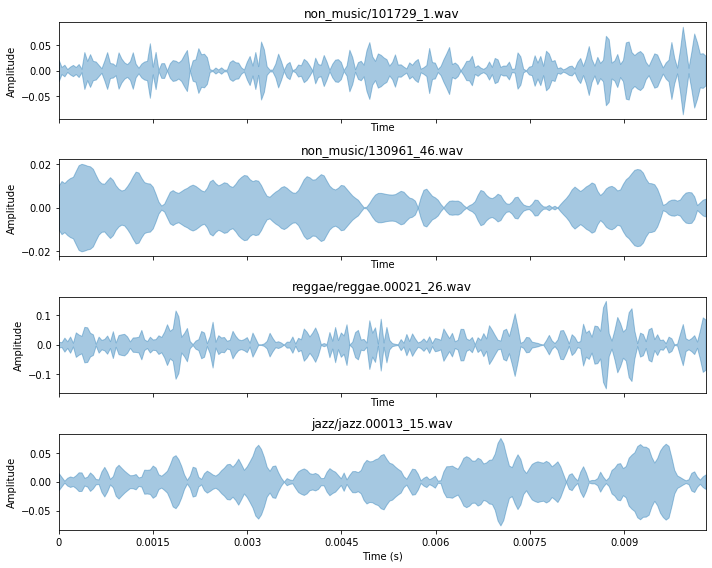 non_music/101729_1.wav
Amplitude
0.05
0.00
−0.05
Time
non_music/130961_46.wav
Amplitude
0.02
0.00
−0.02
Time
reggae/reggae.00021_26.wav
Amplitude
0.1
0.0
−0.1
Time
jazz/jazz.00013_15.wav
Amplitude
0.05
0.00
−0.05
0 0.0015 0.003 0.0045 0.006 0.0075 0.009
Time (s)